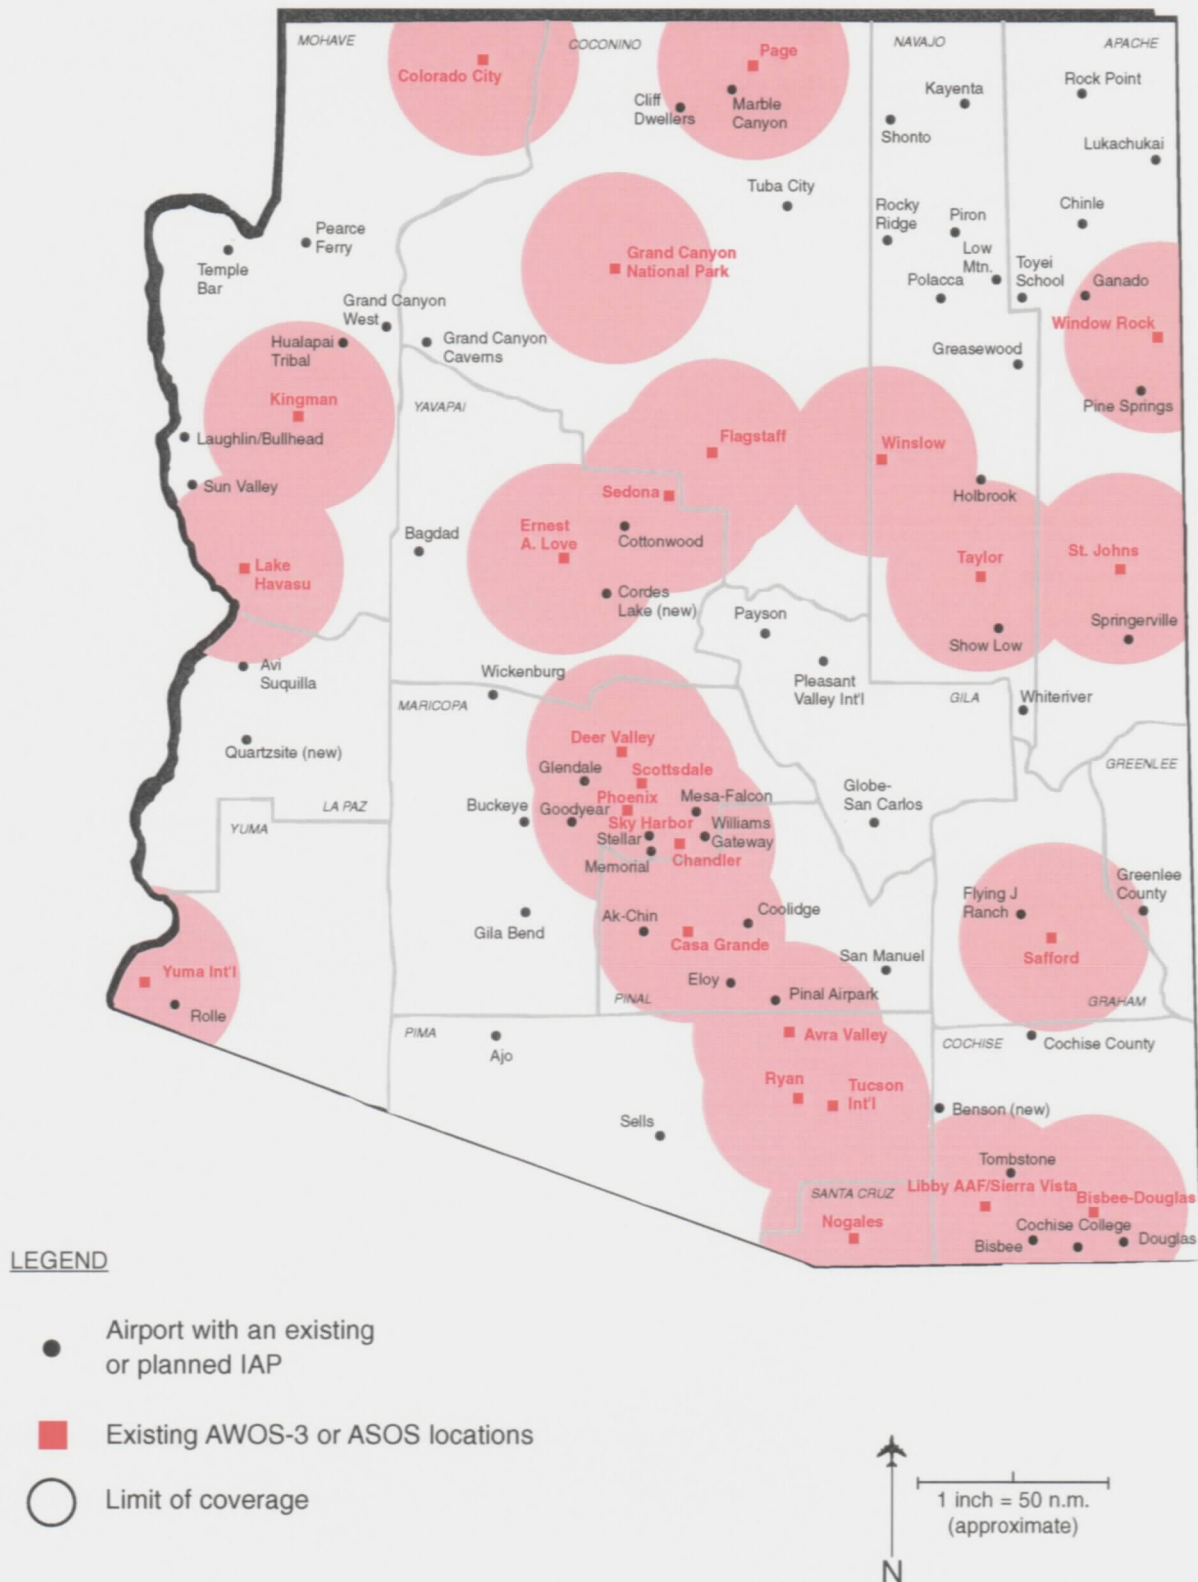 MOHAVE
COCONINO
NAVAJO
APACHE
Colorado City
Page
Cliff
Dwellers
Marble
Canyon
Kayenta
Shonto
Rock Point
Lukachukai
Tuba City
Rocky
Ridge
Piron
Low
Mtn.
Chinle
Pearce
Ferry
Temple
Bar
Grand Canyon
National Park
Polacca
Toyei
School
Ganado
Window Rock
Grand Canyon
West
Hualapai
Tribal
Grand Canyon
Caverns
Greasewood
Pine Springs
Kingman
YAVAPAI
Laughlin/Bullhead
Flagstaff
Winslow
Sun Valley
Sedona
Holbrook
Ernest
A. Love
Cottonwood
Bagdad
Lake
Havasu
Taylor
St. Johns
Cordes
Lake (new)
Payson
Springerville
Show Low
Avi
Suquilla
Wickenburg
Pleasant
Valley Int'l
MARICOPA
GILA
Whiteriver
Quartzsite (new)
Deer Valley
Glendale
Scottsdale
GREENLEE
LA PAZ
YUMA
Buckeye
Goodyear
Phoenix
Sky Harbor
Mesa-Falcon
Williams
Gateway
Globe-
San Carlos
Stellar
Memorial
Chandler
Flying J
Ranch
Greenlee
County
Ak-Chin
Coolidge
Gila Bend
Casa Grande
San Manuel
Safford
Yuma Int'l
Rolle
Eloy
Pinal Airpark
PINAL
GRAHAM
PIMA
Ajo
Avra Valley
COCHISE
Cochise County
Ryan
Tucson
Int'l
Sells
Benson (new)
Tombstone
SANTA CRUZ
Libby AAF/Sierra Vista
Bisbee-Douglas
Nogales
Cochise College
Bisbee
Douglas
LEGEND
Airport with an existing
or planned IAP
Existing AWOS-3 or ASOS locations
Limit of coverage
1 inch = 50 n.m.
(approximate)
N